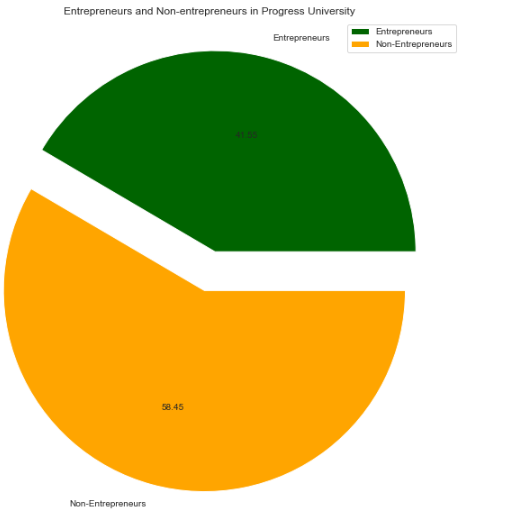 Entrepreneurs and Non-entrepreneurs in Progress University
Entrepreneurs
Entrepreneurs
Non-Entrepreneurs
41.55
58.45
Non-Entrepreneurs